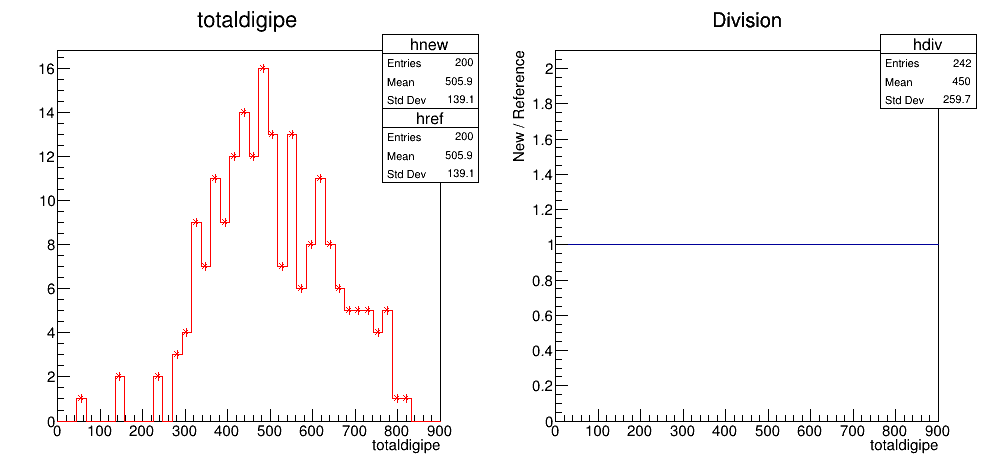 totaldigipe
hnew
Entries 200
Mean 505.9
Std Dev 139.1
href
Entries 200
Mean 505.9
Std Dev 139.1
16
14
12
10
8
6
4
2
0
0 100 200 300 400 500 600 700 800 900
totaldigipe
Division
hdiv
Entries 242
Mean 450
Std Dev 259.7
New / Reference
2
1.8
1.6
1.4
1.2
1
0.8
0.6
0.4
0.2
0
0 100 200 300 400 500 600 700 800 900
totaldigipe